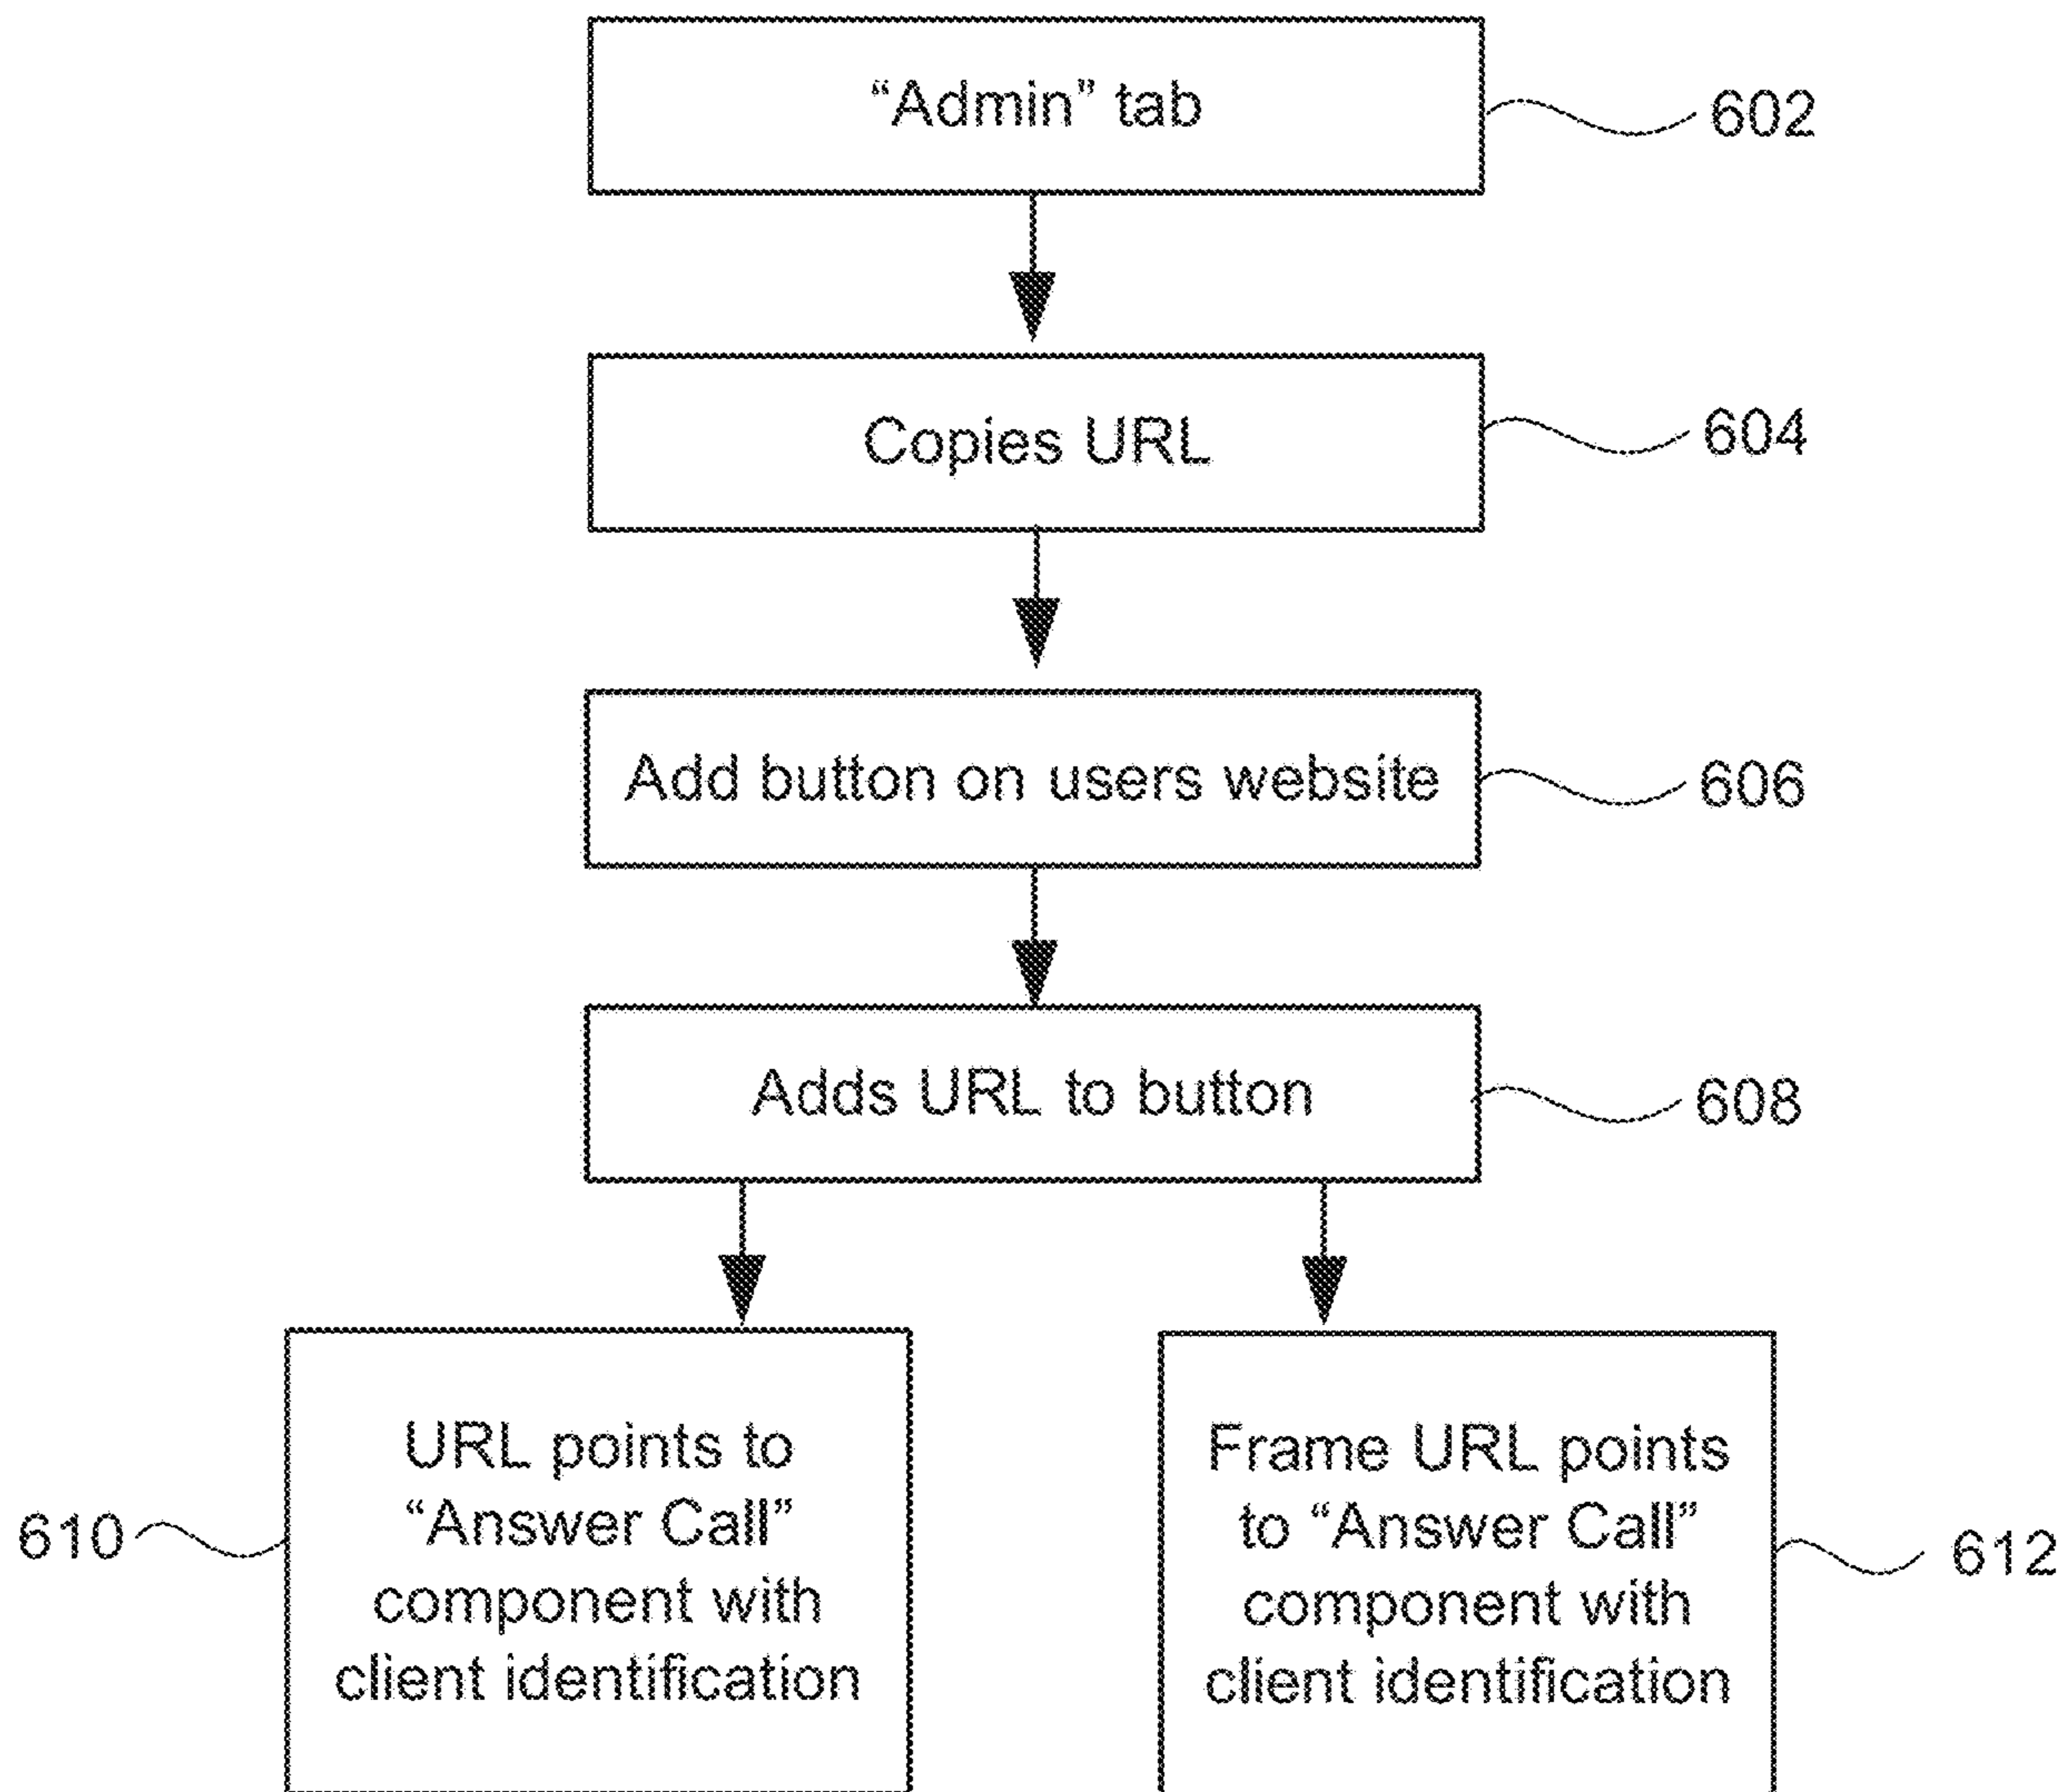 “Admin” tab
602
Copies URL
604
Add button on users website
606
Adds URL to button
608
URL points to
“Answer Call”
component with
client identification
610
Frame URL points
to “Answer Call”
component with
client identification
612